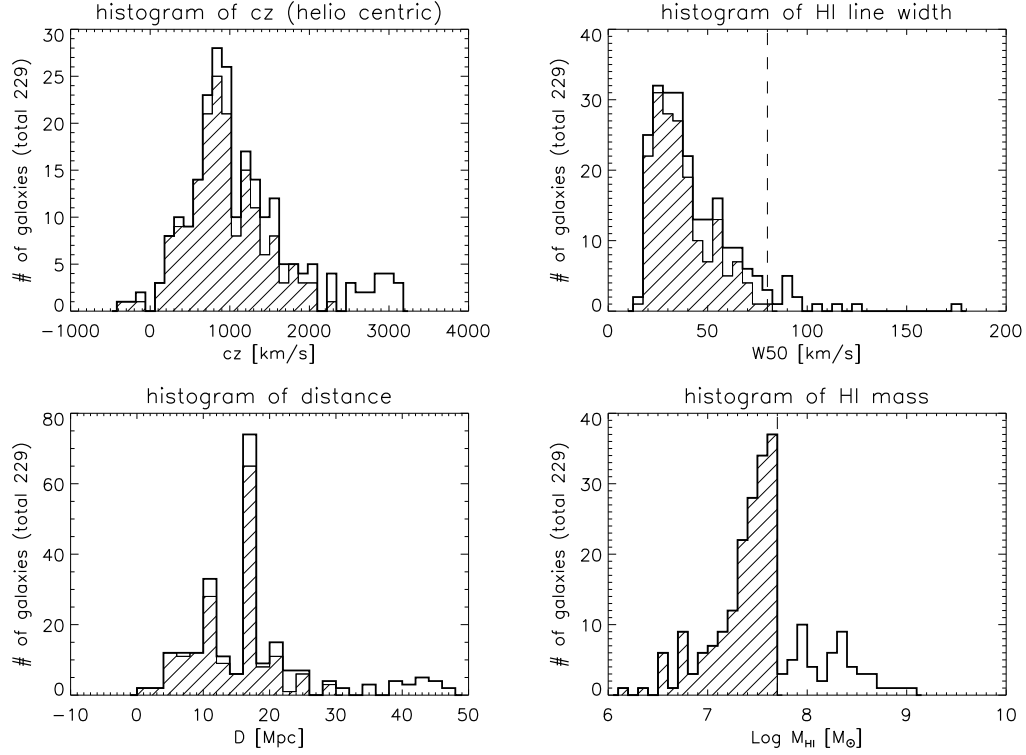 histogram of cz (helio centric)
# of galaxies (total 229)
30
25
20
15
10
5
0
−1000 0 1000 2000 3000 4000
cz [km/s]
histogram of HI line width
# of galaxies (total 229)
40
30
20
10
0
0 50 100 150 200
W50 [km/s]
histogram of distance
# of galaxies (total 229)
80
60
40
20
0
−10 0 10 20 30 40 50
D [Mpc]
histogram of HI mass
# of galaxies (total 229)
40
30
20
10
0
6 7 8 9 10
Log M_HI [M_⊙]